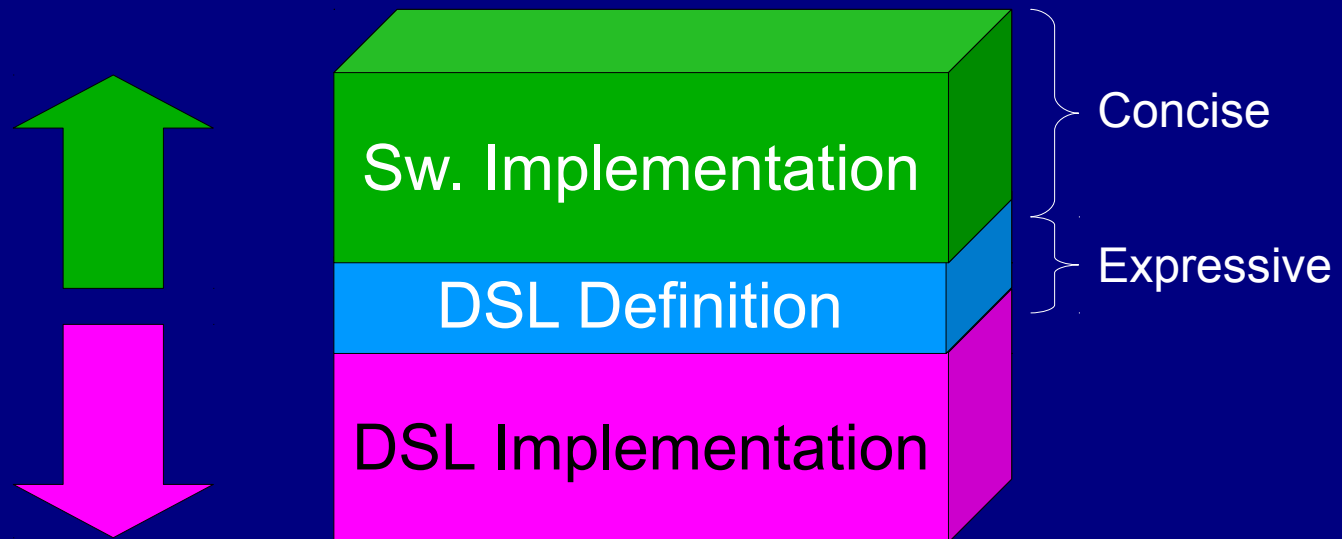 Concise
Sw. Implementation
Expressive
DSL Definition
DSL Implementation